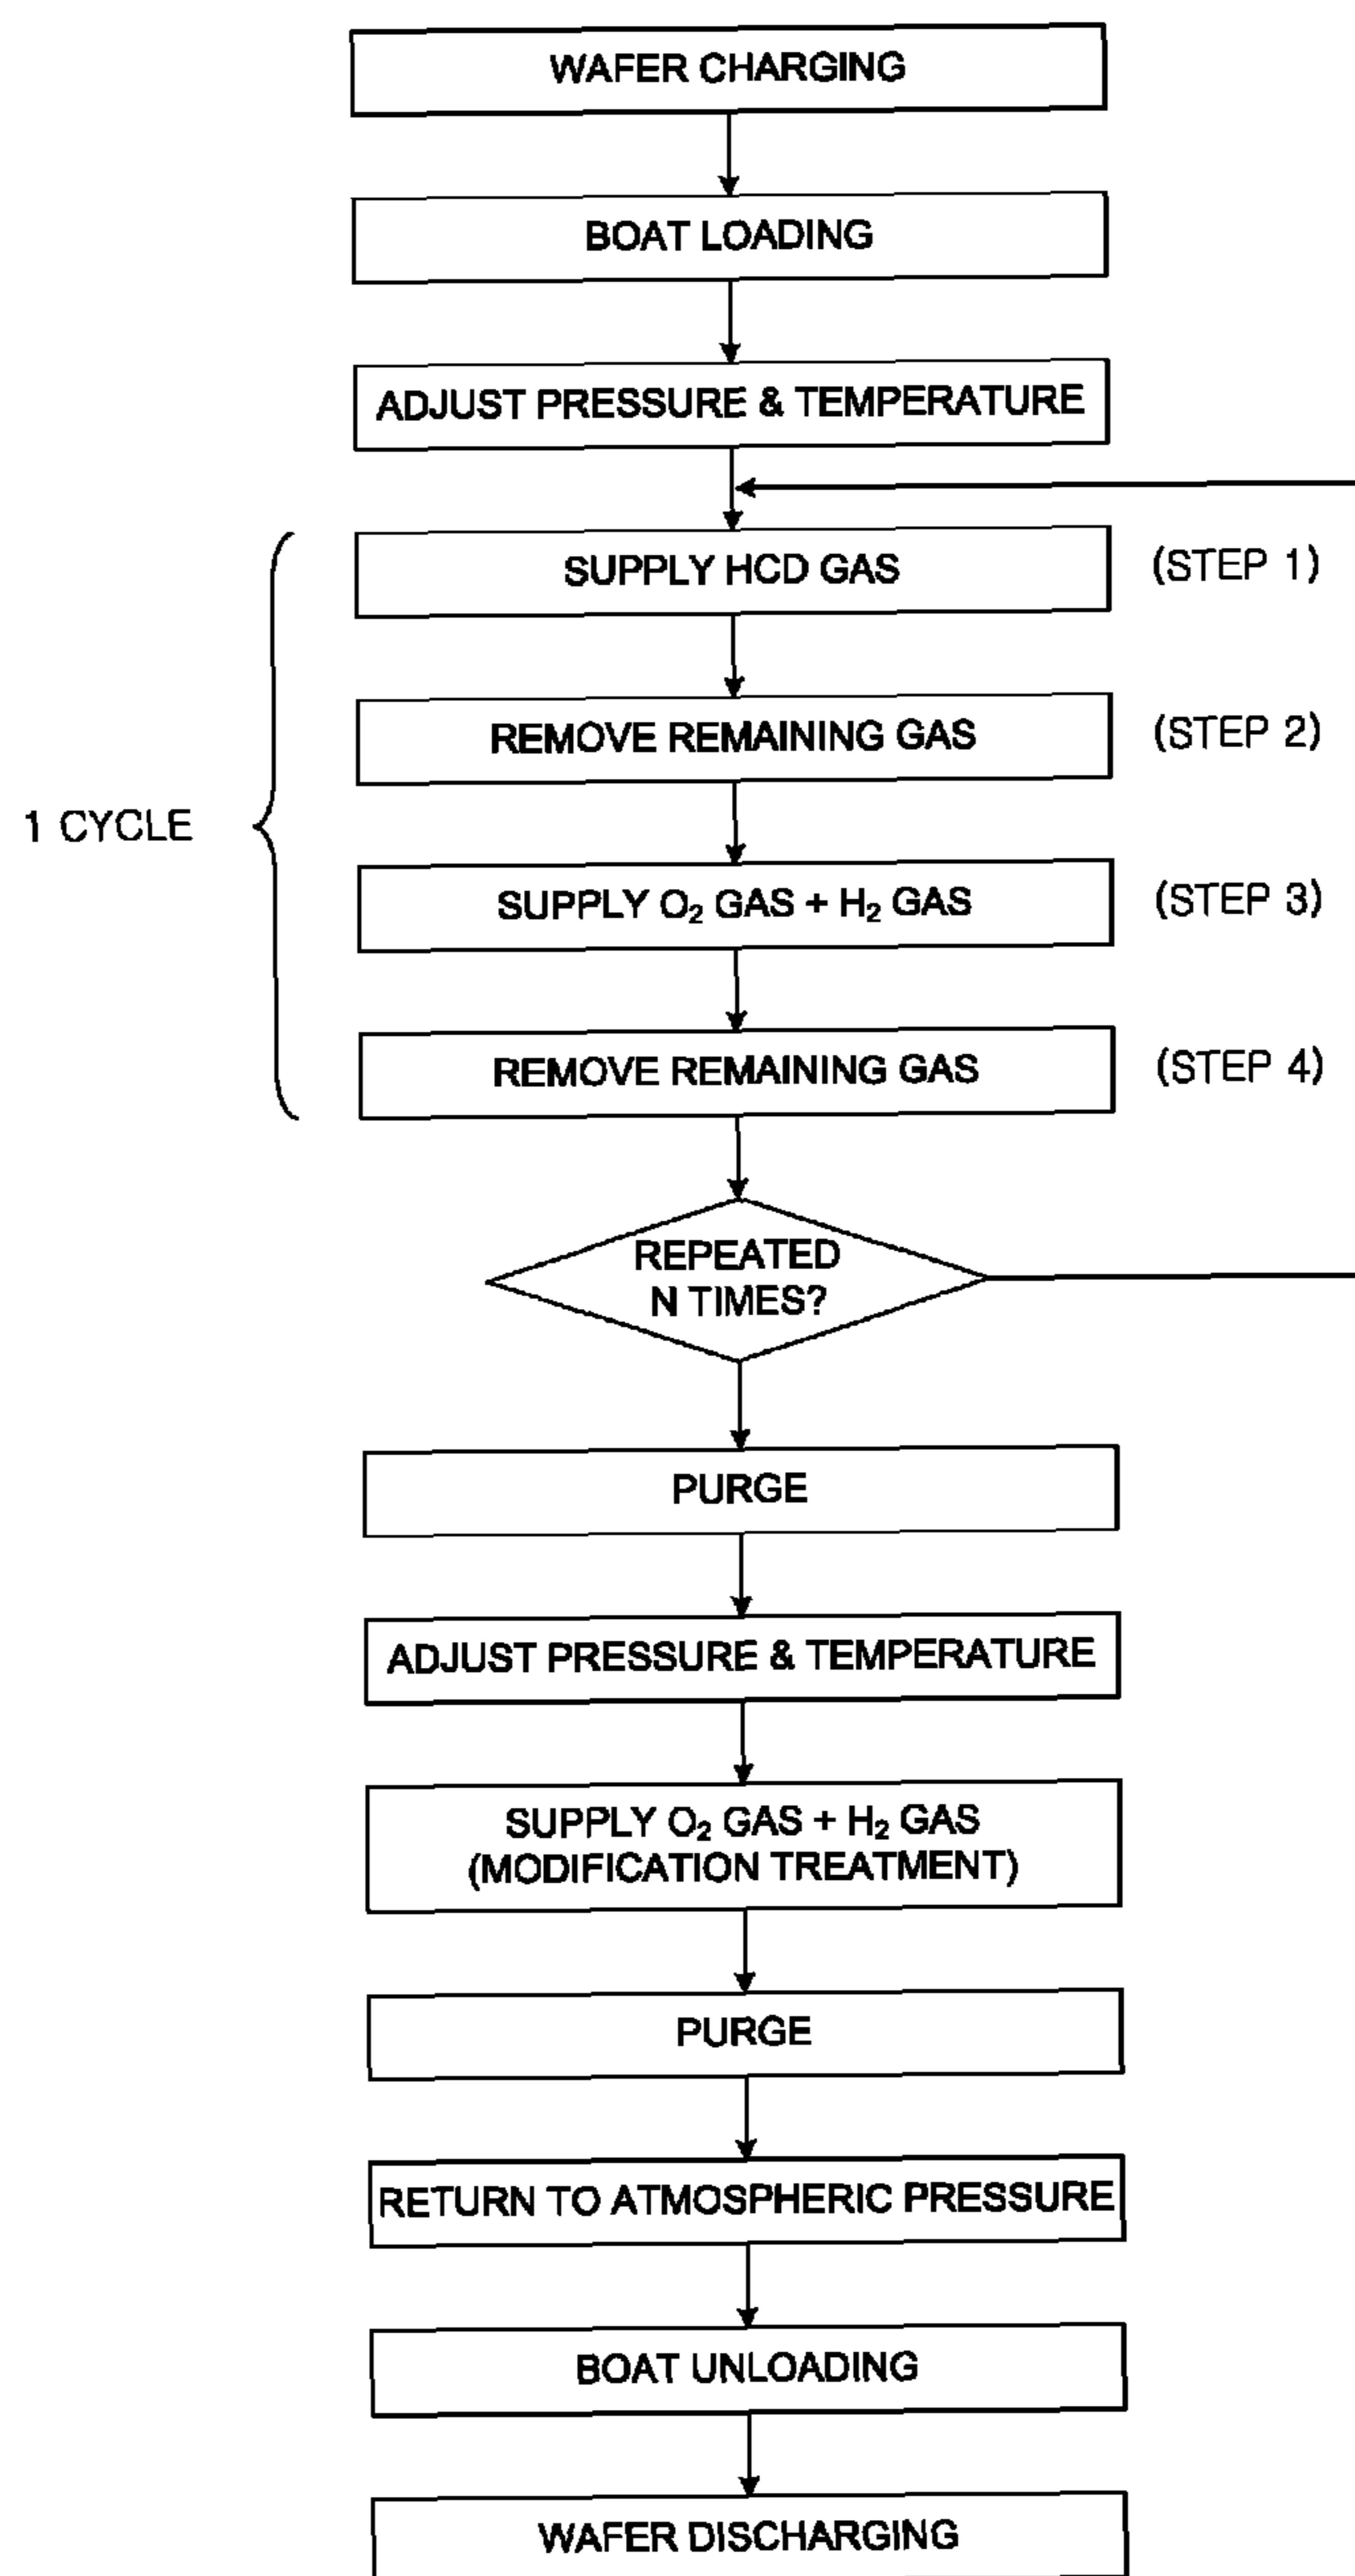 WAFER CHARGING
BOAT LOADING
ADJUST PRESSURE & TEMPERATURE
SUPPLY HCD GAS
(STEP 1)
REMOVE REMAINING GAS
(STEP 2)
1 CYCLE
SUPPLY O₂ GAS + H₂ GAS
(STEP 3)
REMOVE REMAINING GAS
(STEP 4)
REPEATED
N TIMES?
PURGE
ADJUST PRESSURE & TEMPERATURE
SUPPLY O₂ GAS + H₂ GAS
(MODIFICATION TREATMENT)
PURGE
RETURN TO ATMOSPHERIC PRESSURE
BOAT UNLOADING
WAFER DISCHARGING